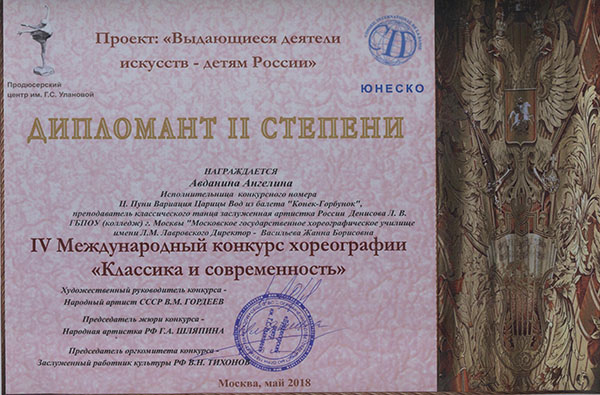 Проект: «Выдающиеся деятели
искусств - детям России»
Продюсерский
центр им. Г.С. Улановой
ЮНЕСКО
ДИПЛОМАНТ II СТЕПЕНИ
НАГРАЖДАЕТСЯ
Авданина Ангелина
Исполнительница конкурсного номера
Ц. Пуни Вариация Царицы Вод из балета "Конек-Горбунок",
преподаватель классического танца заслуженная артистка России Денисова Л. В.
ГБПОУ (колледж) г. Москвы "Московское государственное хореографическое училище
имени Л.М. Лавровского Директор - Васильева Жанна Борисовна
IV Международный конкурс хореографии
«Классика и современность»
Художественный руководитель конкурса -
Народный артист СССР В.М. ГОРДЕЕВ
Председатель жюри конкурса -
Народная артистка РФ Г.А. ШЛЯПИНА
Председатель оргкомитета конкурса -
Заслуженный работник культуры РФ В.Н. ТИХОНОВ
Москва, май 2018